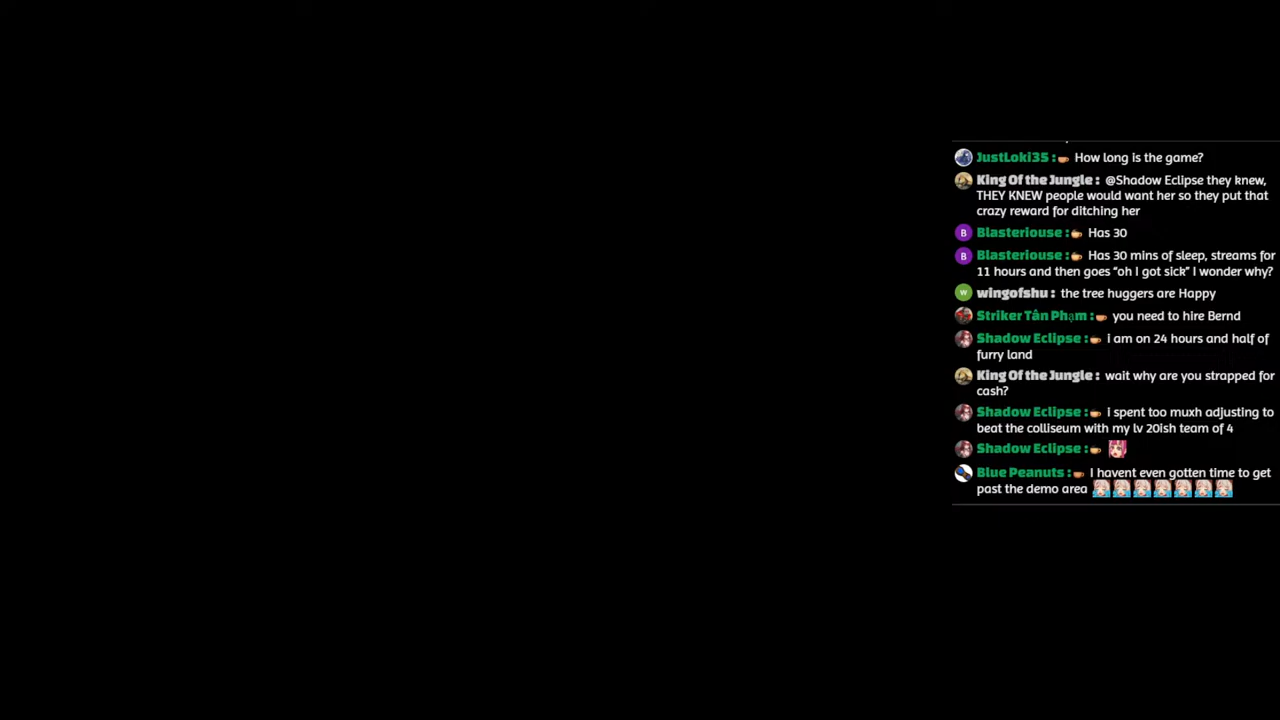 JustLoki35 : How long is the game?
King Of the Jungle : @Shadow Eclipse they knew,
THEY KNEW people would want her so they put that
crazy reward for ditching her
B Blasteriouse : Has 30
B Blasteriouse : Has 30 mins of sleep, streams for
11 hours and then goes “oh I got sick” I wonder why?
W wingofshu : the tree huggers are Happy
Striker Tân Phạm : you need to hire Bernd
Shadow Eclipse : i am on 24 hours and half of
furry land
King Of the Jungle : wait why are you strapped for
cash?
Shadow Eclipse : i spent too muxh adjusting to
beat the colliseum with my lv 20ish team of 4
Shadow Eclipse :
Blue Peanuts : I havent even gotten time to get
past the demo area